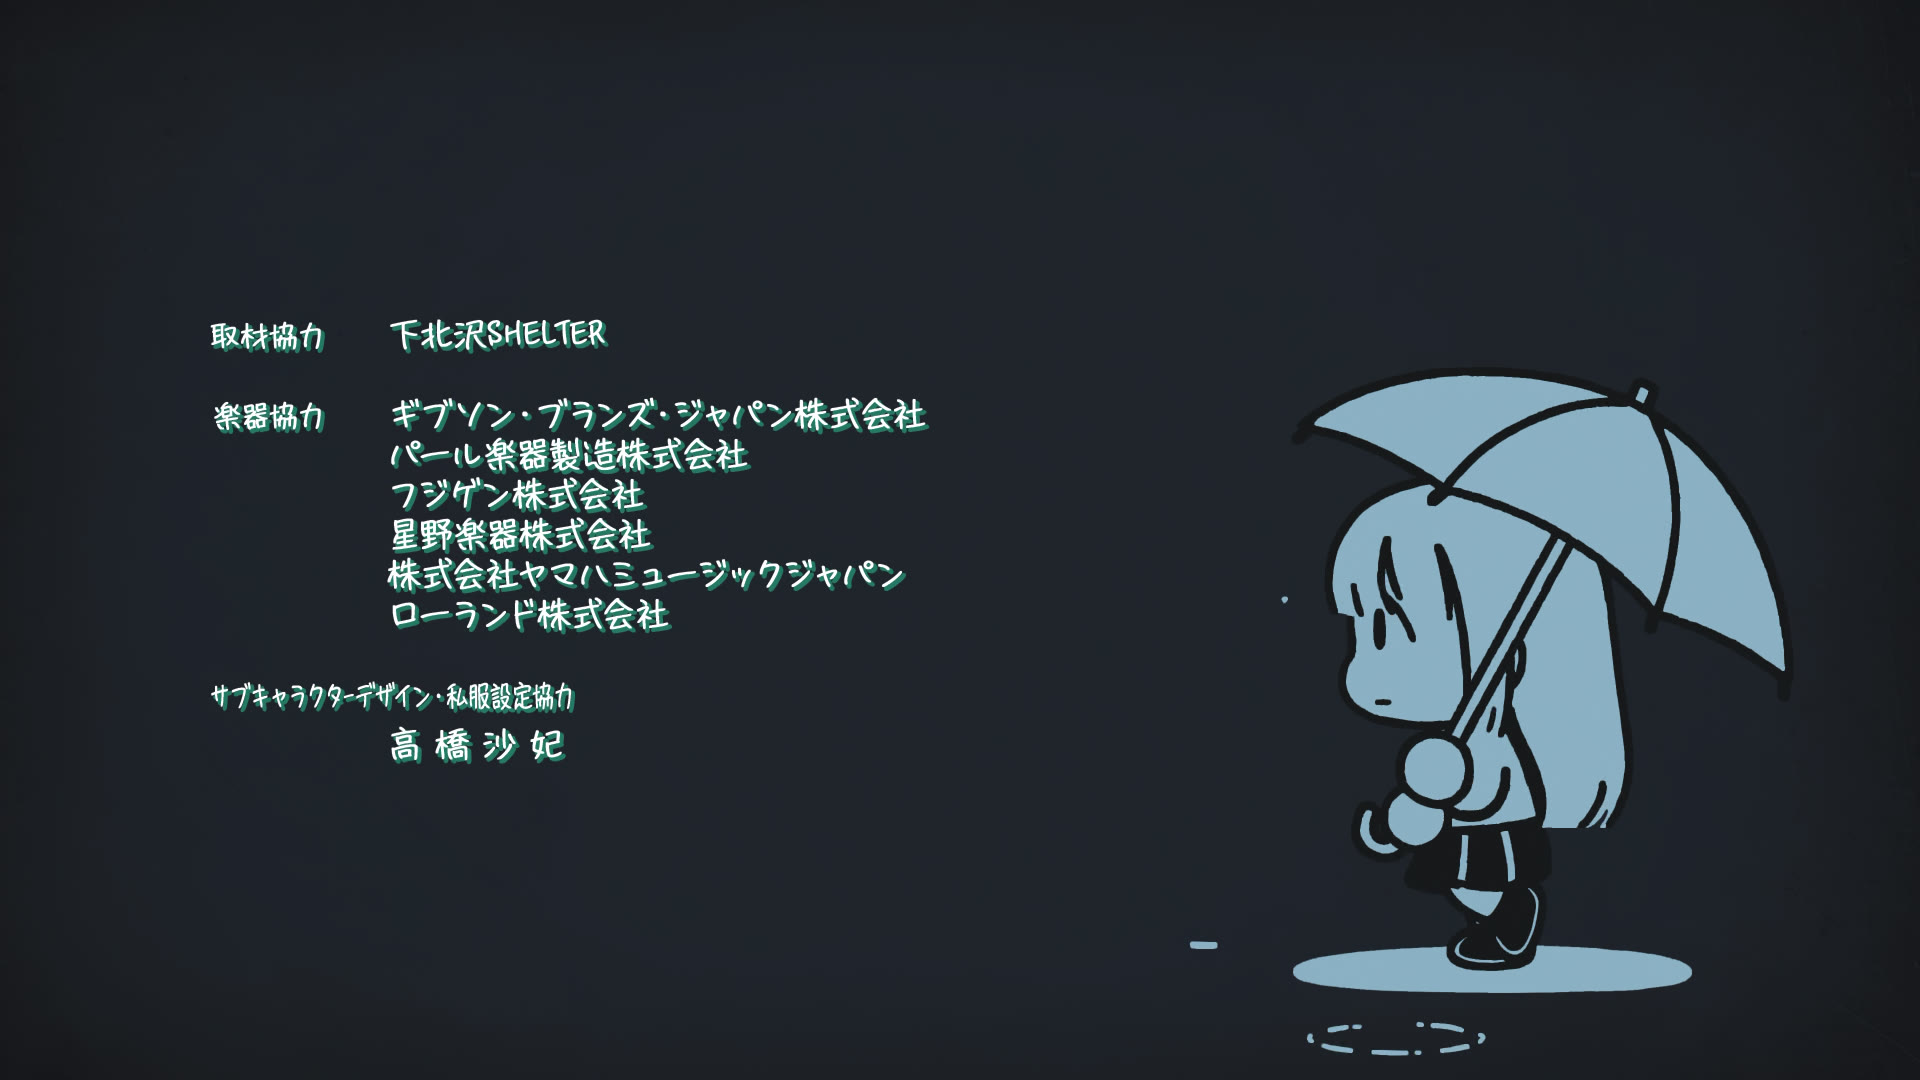 取材協力 下北沢SHELTER
楽器協力 ギブソン・ブランズ・ジャパン株式会社
パール楽器製造株式会社
フジゲン株式会社
星野楽器株式会社
株式会社ヤマハミュージックジャパン
ローランド株式会社
サブキャラクターデザイン・私服設定協力
高橋沙妃